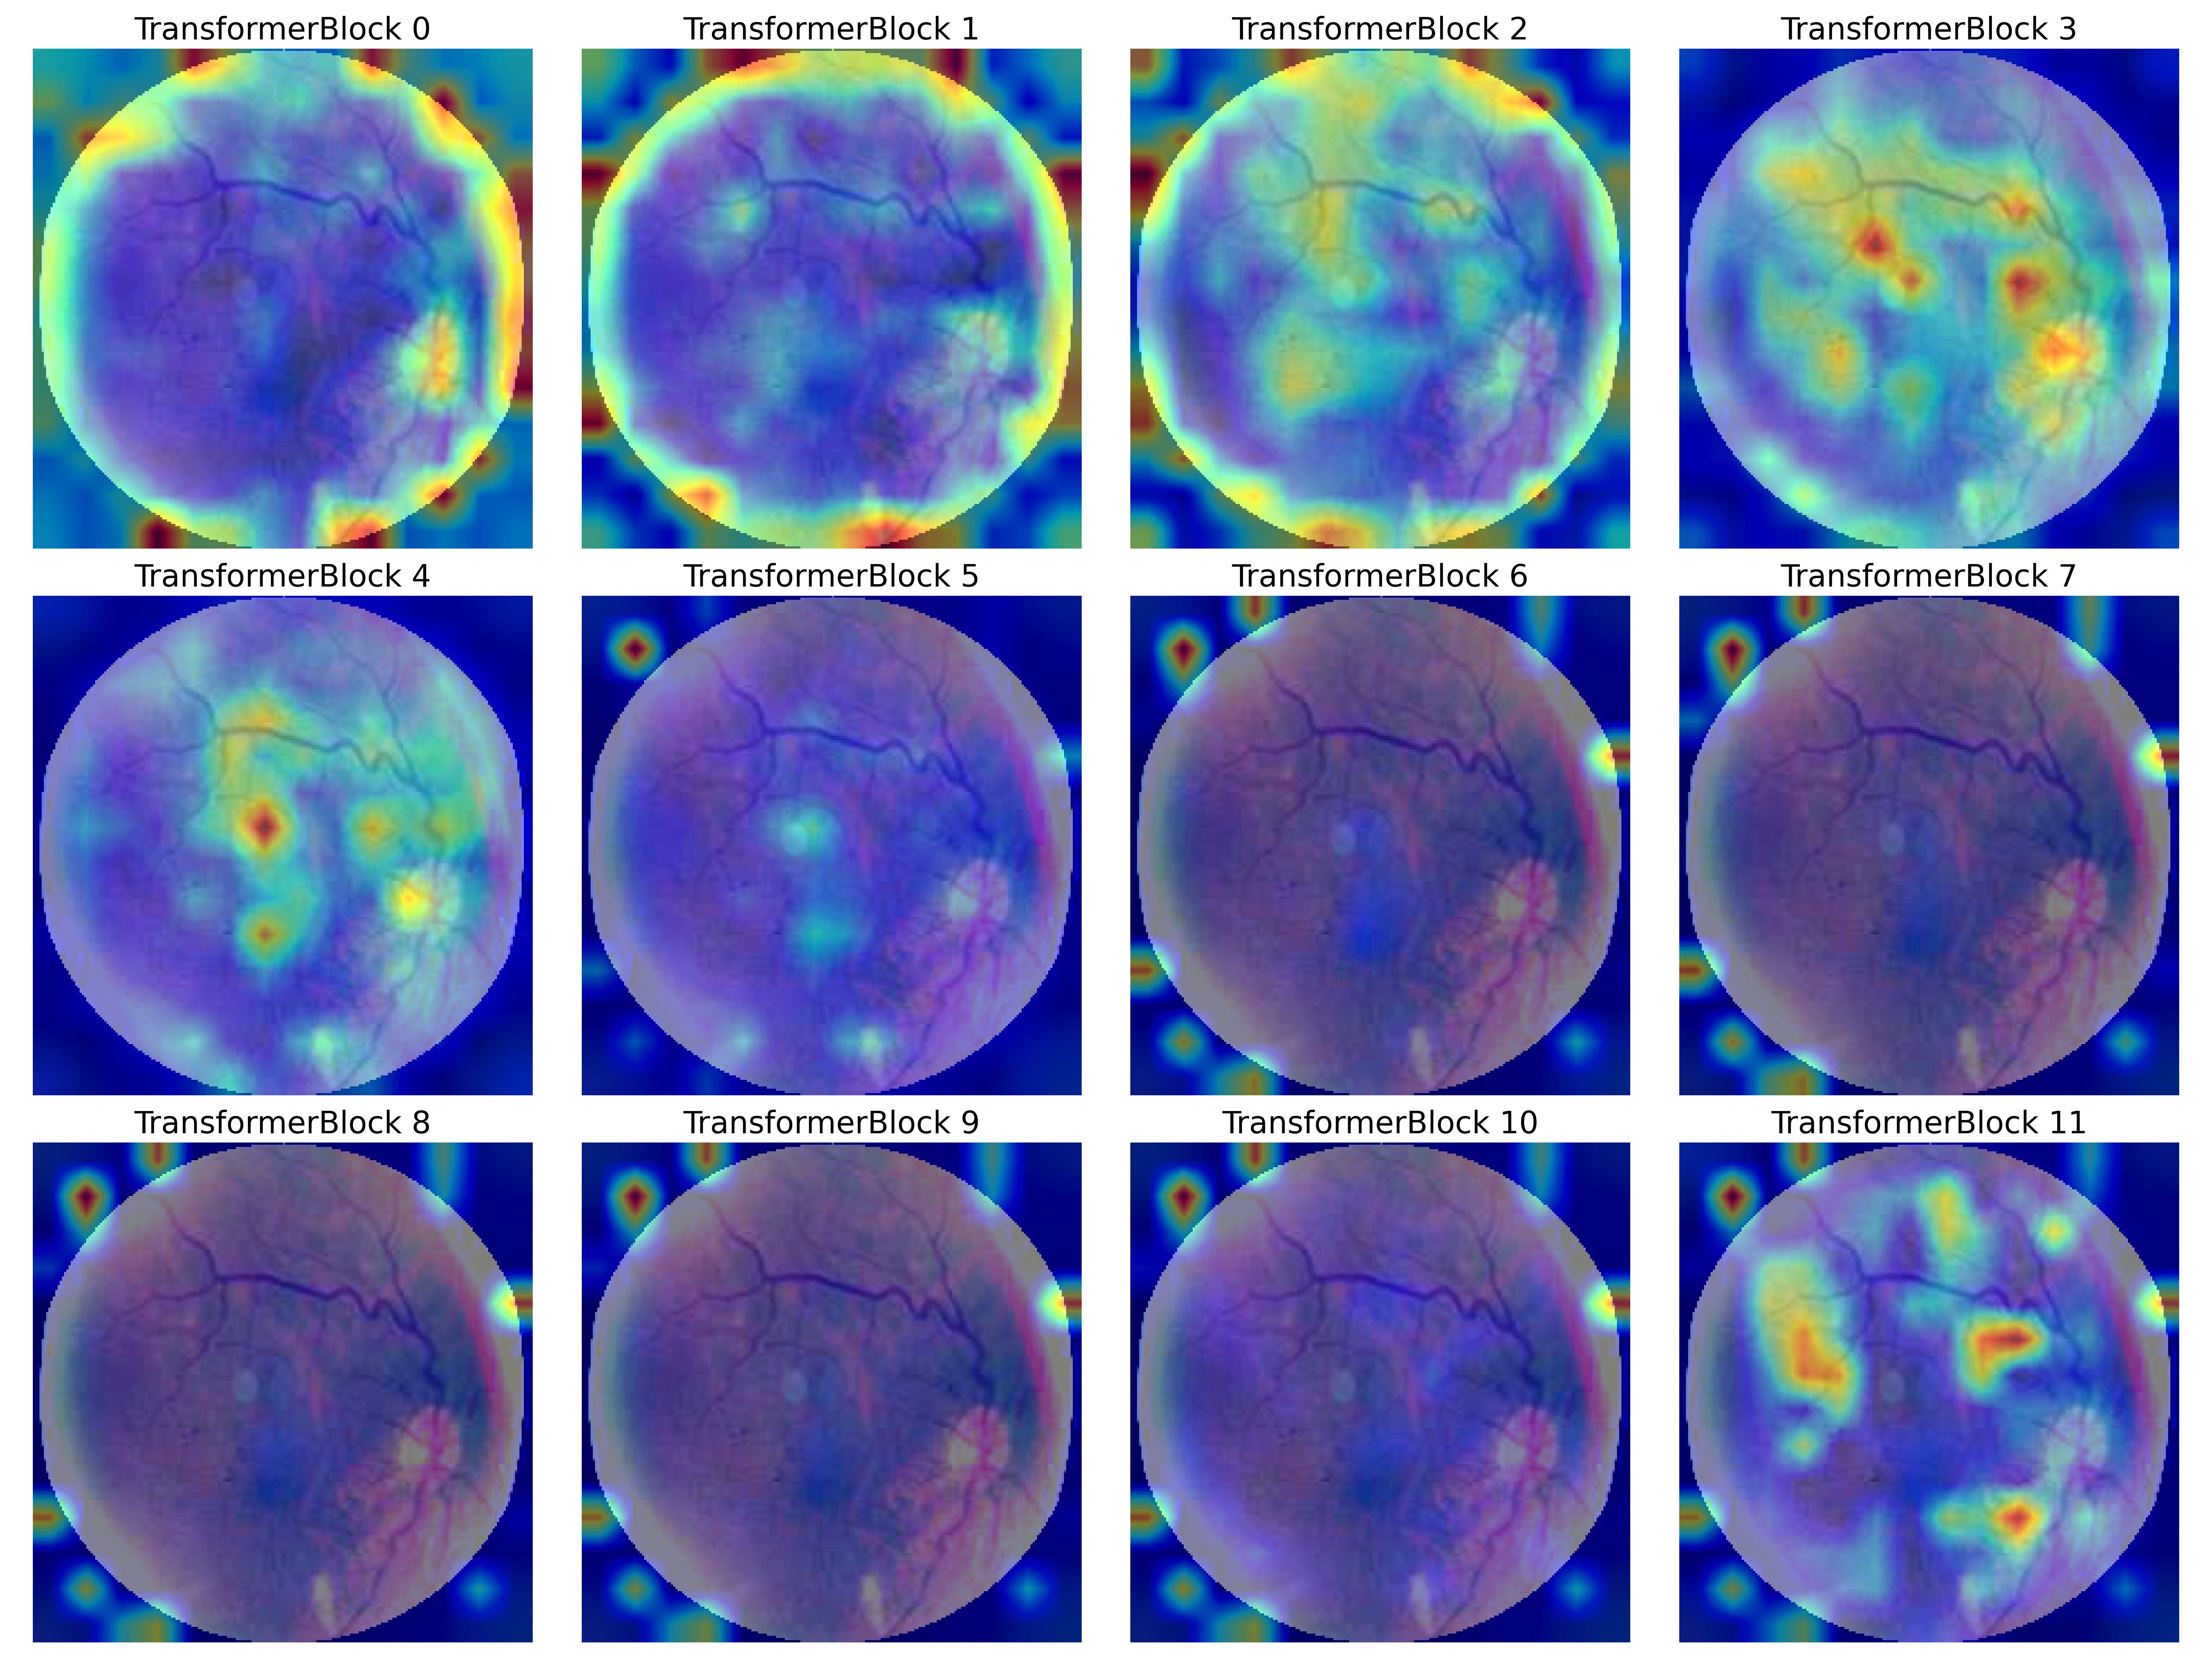 TransformerBlock 0
TransformerBlock 1
TransformerBlock 2
TransformerBlock 3
TransformerBlock 4
TransformerBlock 5
TransformerBlock 6
TransformerBlock 7
TransformerBlock 8
TransformerBlock 9
TransformerBlock 10
TransformerBlock 11